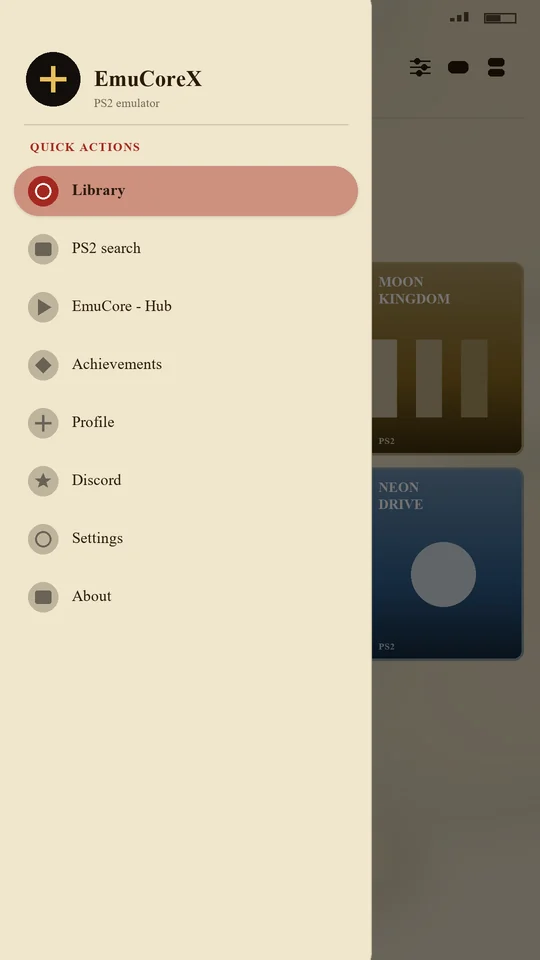 EmuCoreX
PS2 emulator
QUICK ACTIONS
Library
PS2 search
EmuCore - Hub
Achievements
Profile
Discord
Settings
About
MOON
KINGDOM
PS2
NEON
DRIVE
PS2